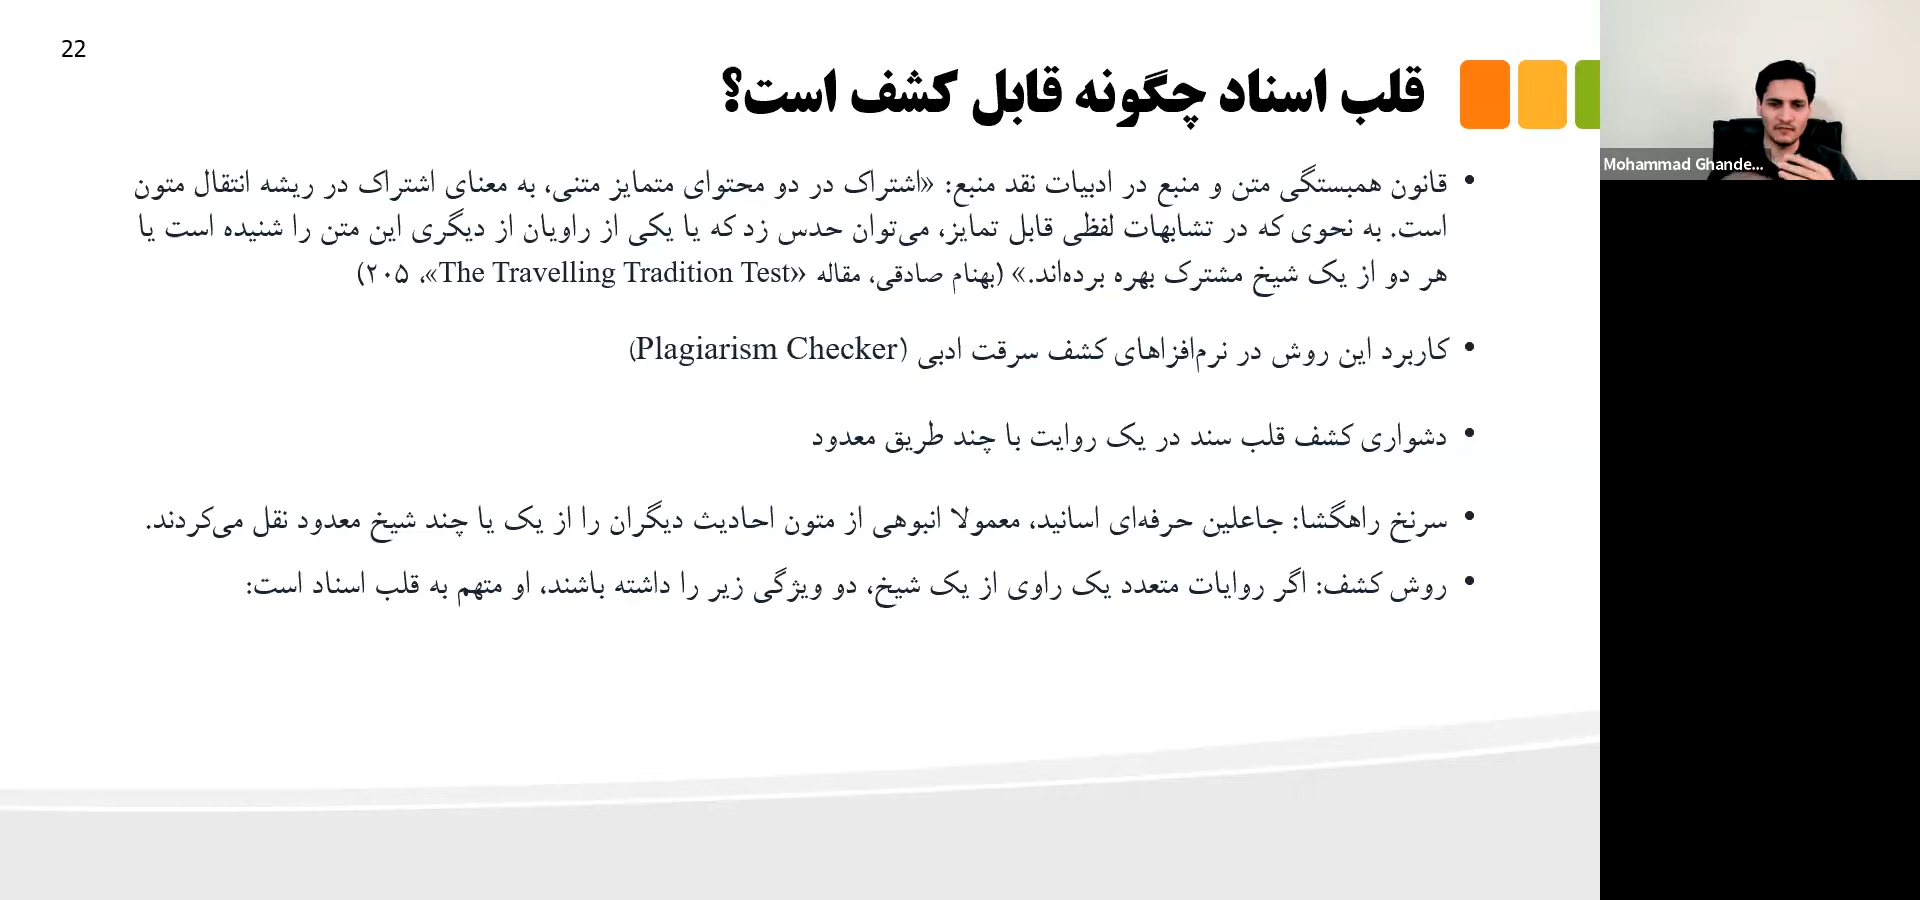 22
قلب اسناد چگونه قابل کشف است؟
• قانون همبستگی متن و منبع در ادبیات نقد منبع: «اشتراک در دو محتوای متمایز متنی، به معنای اشتراک در ریشه انتقال متون
است. به نحوی که در تشابهات لفظی قابل تمایز، می‌توان حدس زد که یا یکی از راویان از دیگری این متن را شنیده است یا
هر دو از یک شیخ مشترک بهره برده‌اند.» (بهنام صادقی، مقاله «The Travelling Tradition Test»، ۲۰۵)
• کاربرد این روش در نرم‌افزاهای کشف سرقت ادبی (Plagiarism Checker)
• دشواری کشف قلب سند در یک روایت با چند طریق معدود
• سرنخ راهگشا: جاعلین حرفه‌ای اسانید، معمولا انبوهی از متون احادیث دیگران را از یک یا چند شیخ معدود نقل می‌کردند.
• روش کشف: اگر روایات متعدد یک راوی از یک شیخ، دو ویژگی زیر را داشته باشند، او متهم به قلب اسناد است:
Mohammad Ghande...